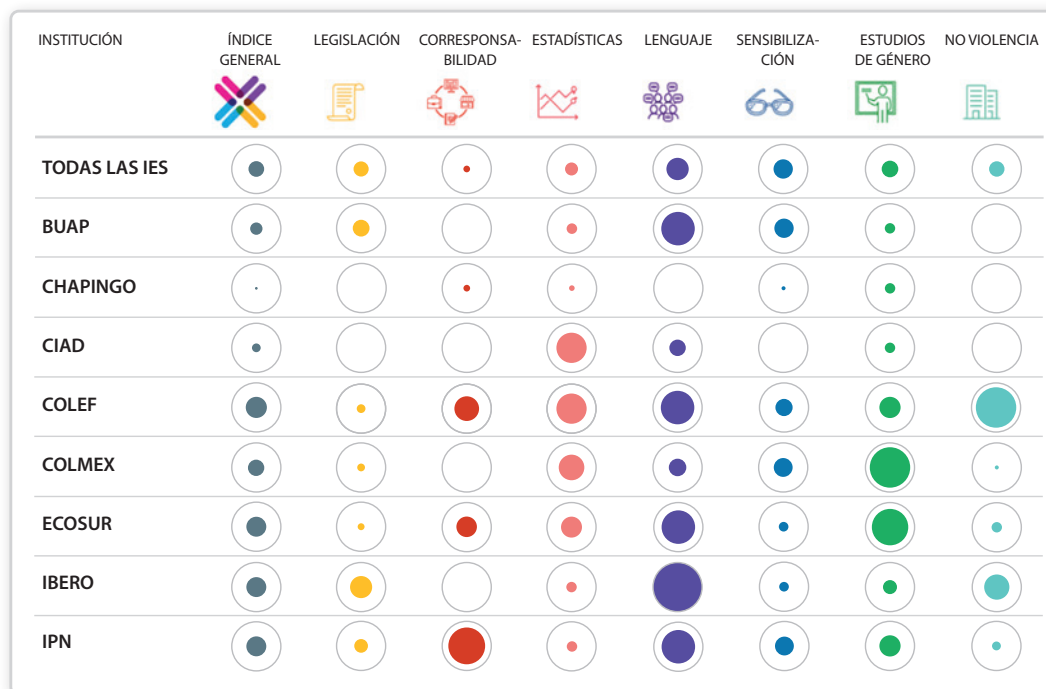 INSTITUCIÓN
ÍNDICE
GENERAL
LEGISLACIÓN
CORRESPONSA-
BILIDAD
ESTADÍSTICAS
LENGUAJE
SENSIBILIZA-
CIÓN
ESTUDIOS
DE GÉNERO
NO VIOLENCIA
TODAS LAS IES
BUAP
CHAPINGO
CIAD
COLEF
COLMEX
ECOSUR
IBERO
IPN